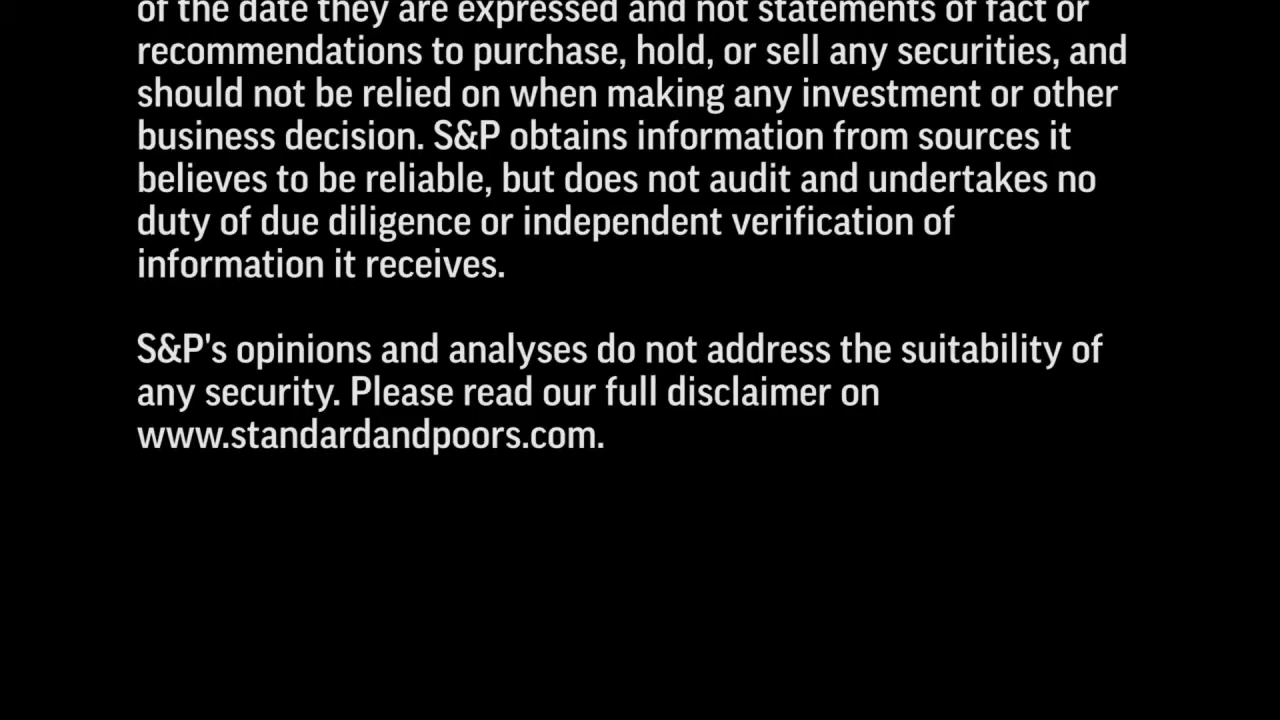 of the date they are expressed and not statements of fact or
recommendations to purchase, hold, or sell any securities, and
should not be relied on when making any investment or other
business decision. S&P obtains information from sources it
believes to be reliable, but does not audit and undertakes no
duty of due diligence or independent verification of
information it receives.
S&P's opinions and analyses do not address the suitability of
any security. Please read our full disclaimer on
www.standardandpoors.com.